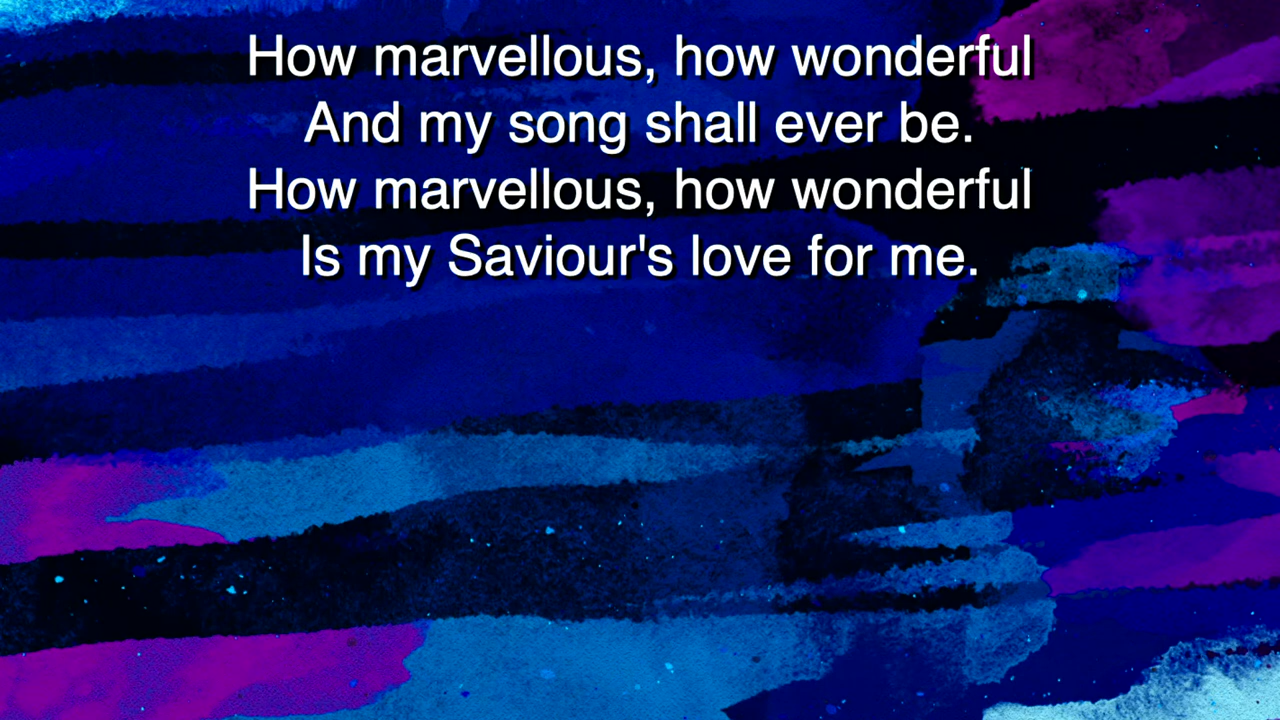 How marvellous, how wonderful
And my song shall ever be.
How marvellous, how wonderful
Is my Saviour's love for me.